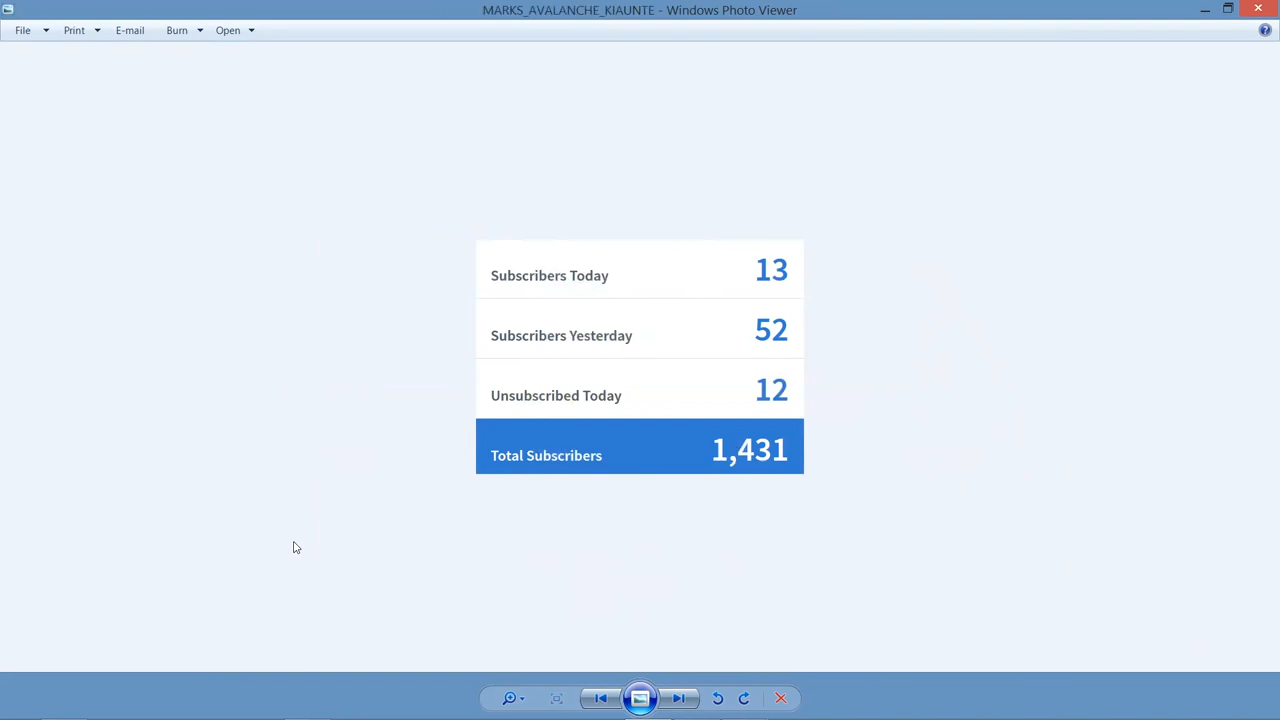 MARKS_AVALANCHE_KIAUNTE - Windows Photo Viewer
File Print E-mail Burn Open
Subscribers Today 13
Subscribers Yesterday 52
Unsubscribed Today 12
Total Subscribers 1,431